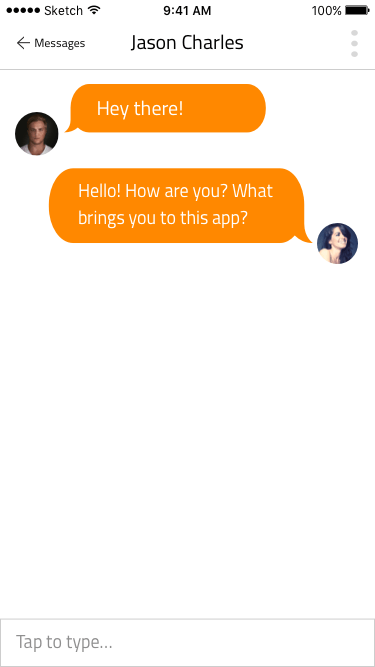 Sketch 9:41 AM 100%
Messages Jason Charles
Hey there!
Hello! How are you? What
brings you to this app?
Tap to type...